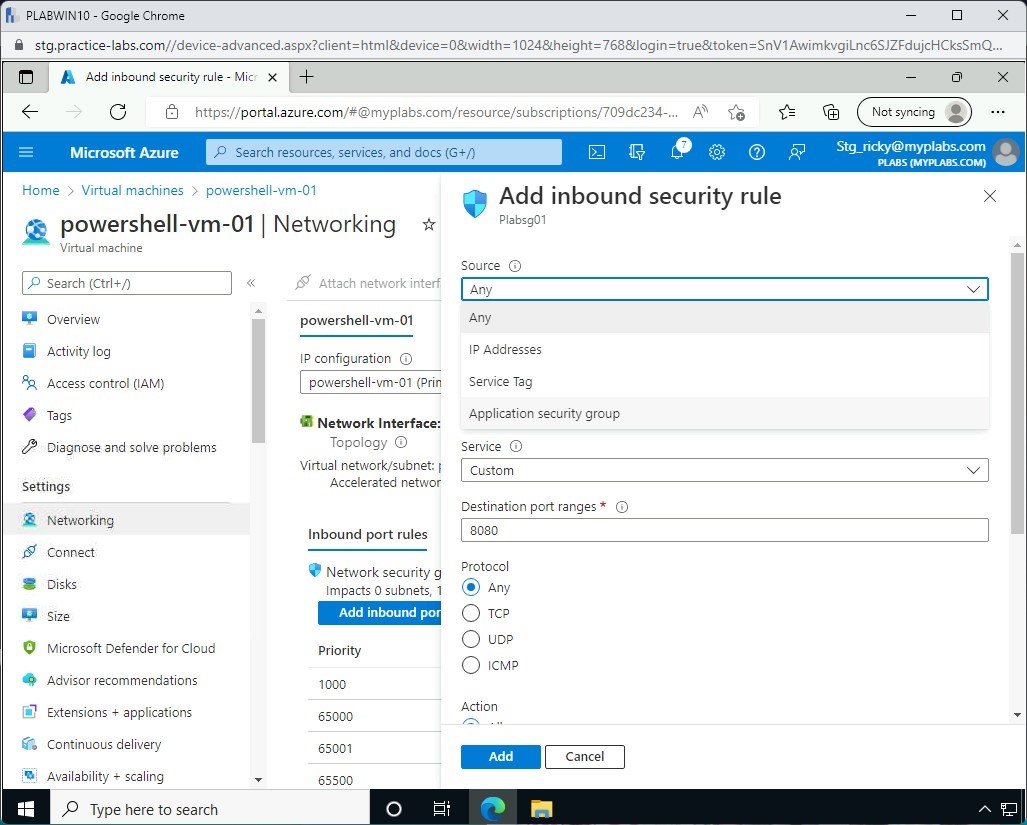 PLABWIN10 - Google Chrome
stg.practice-labs.com//device-advanced.aspx?client=html&device=0&width=1024&height=768&login=true&token=SnV1AwimkvgiLnc6SJZFdujcHCksSmQ...
Add inbound security rule - Micr
https://portal.azure.com/#@myplabs.com/resource/subscriptions/709dc234-...
Not syncing
Microsoft Azure
Search resources, services, and docs (G+/)
7
Stg_ricky@myplabs.com
PLABS (MYPLABS.COM)
Home > Virtual machines > powershell-vm-01
powershell-vm-01 | Networking
Virtual machine
Search (Ctrl+/)
Overview
Activity log
Access control (IAM)
Tags
Diagnose and solve problems
Settings
Networking
Connect
Disks
Size
Microsoft Defender for Cloud
Advisor recommendations
Extensions + applications
Continuous delivery
Availability + scaling
Attach network interf
powershell-vm-01
IP configuration
powershell-vm-01 (Prin
Network Interface:
Topology
Virtual network/subnet: p
Accelerated networ
Inbound port rules
Network security g
Impacts 0 subnets, 1
Add inbound por
Priority
1000
65000
65001
65500
Add inbound security rule
Plabsg01
Source
Any
Any
IP Addresses
Service Tag
Application security group
Service
Custom
Destination port ranges *
8080
Protocol
Any
TCP
UDP
ICMP
Action
Add
Cancel
Type here to search